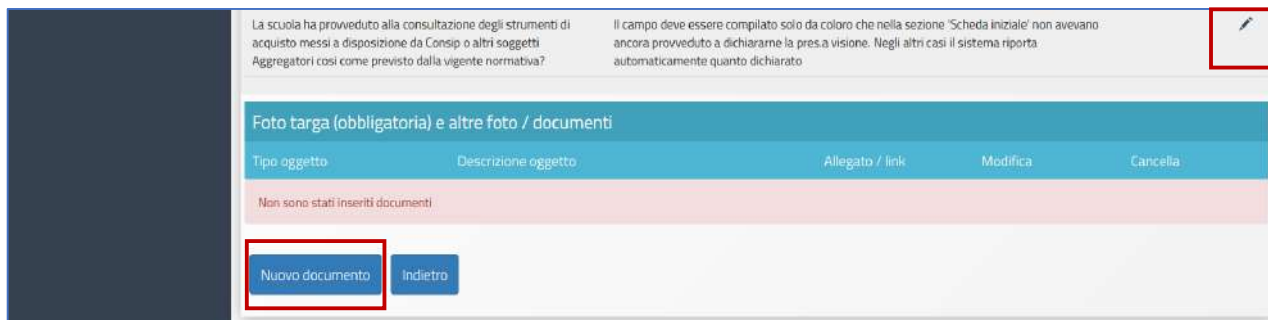 La scuola ha provveduto alla consultazione degli strumenti di
acquisto messi a disposizione da Consip o altri soggetti
Aggregatori così come previsto dalla vigente normativa?
Il campo deve essere compilato solo da coloro che nella sezione 'Scheda iniziale' non avevano
ancora provveduto a dichiararne la pres.a visione. Negli altri casi il sistema riporta
automaticamente quanto dichiarato
Foto targa (obbligatoria) e altre foto / documenti
Tipo oggetto Descrizione oggetto Allegato / link Modifica Cancella
Non sono stati inseriti documenti
Nuovo documento Indietro